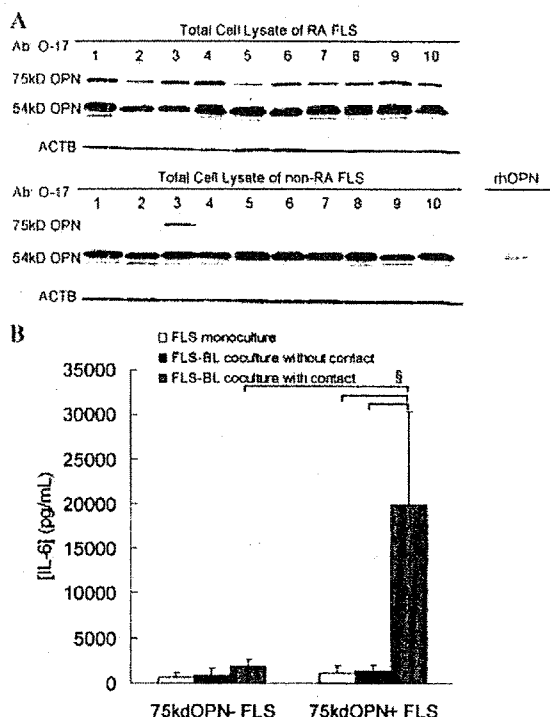 A
Total Cell Lysate of RA FLS
Ab: O-17
1 2 3 4 5 6 7 8 9 10
75kD OPN
54kD OPN
ACTB
Total Cell Lysate of non-RA FLS
rhOPN
Ab: O-17
1 2 3 4 5 6 7 8 9 10
75kD OPN
54kD OPN
ACTB
B
FLS monoculture
FLS-BL coculture without contact
FLS-BL coculture with contact
§
35000
30000
25000
20000
15000
10000
5000
0
[IL-6] (pg/mL)
75kdOPN- FLS
75kdOPN+ FLS